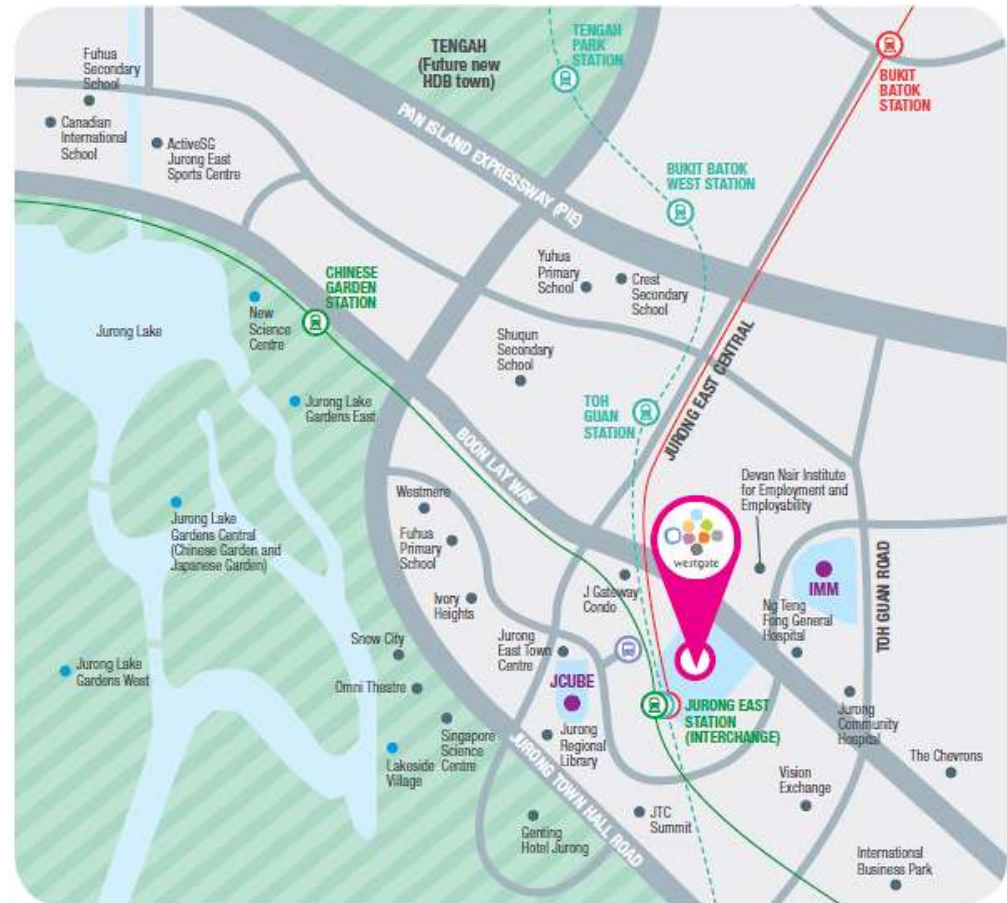 TENGAH
(Future new
HDB town)
TENGAH
PARK
STATION
BUKIT
BATOK
STATION
Fuhua
Secondary
School
Canadian
International
School
ActiveSG
Jurong East
Sports Centre
PAN ISLAND EXPRESSWAY (PIE)
BUKIT BATOK
WEST STATION
CHINESE
GARDEN
STATION
Yuhua
Primary
School
Crest
Secondary
School
New
Science
Centre
Jurong Lake
Shuqun
Secondary
School
JURONG EAST CENTRAL
Jurong Lake
Gardens East
TOH
GUAN
STATION
BOON LAY WAY
Devan Nair Institute
for Employment and
Employability
Westmere
Jurong Lake
Gardens Central
(Chinese Garden and
Japanese Garden)
Fuhua
Primary
School
westgate
TOH GUAN ROAD
IMM
Ivory
Heights
J Gateway
Condo
Ng Teng
Fong General
Hospital
Snow City
Jurong
East Town
Centre
Jurong Lake
Gardens West
Omni Theatre
JCUBE
JURONG EAST
STATION
(INTERCHANGE)
Jurong
Community
Hospital
Singapore
Science
Centre
Jurong
Regional
Library
Lakeside
Village
JURONG TOWN HALL ROAD
The Chevrons
Vision
Exchange
JTC
Summit
Genting
Hotel Jurong
International
Business Park